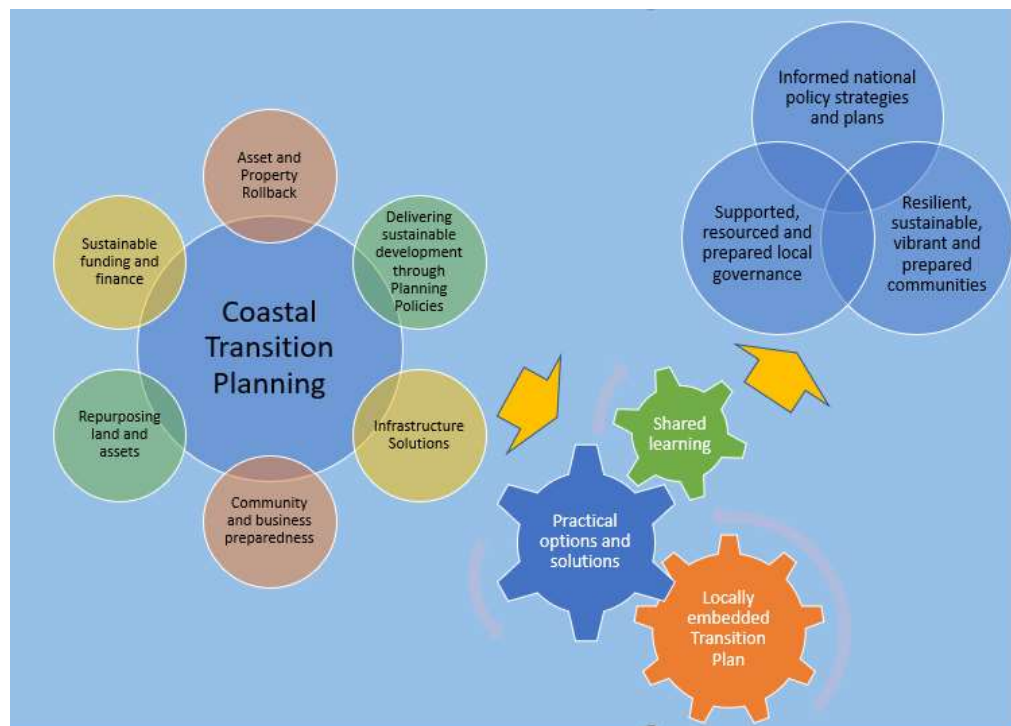 Asset and
Property
Rollback
Delivering
sustainable
development
through
Planning
Policies
Infrastructure
Solutions
Community
and business
preparedness
Repurposing
land and
assets
Sustainable
funding and
finance
Coastal
Transition
Planning
Practical
options and
solutions
Shared
learning
Locally
embedded
Transition
Plan
Informed national
policy strategies
and plans
Supported,
resourced and
prepared local
governance
Resilient,
sustainable,
vibrant and
prepared
communities